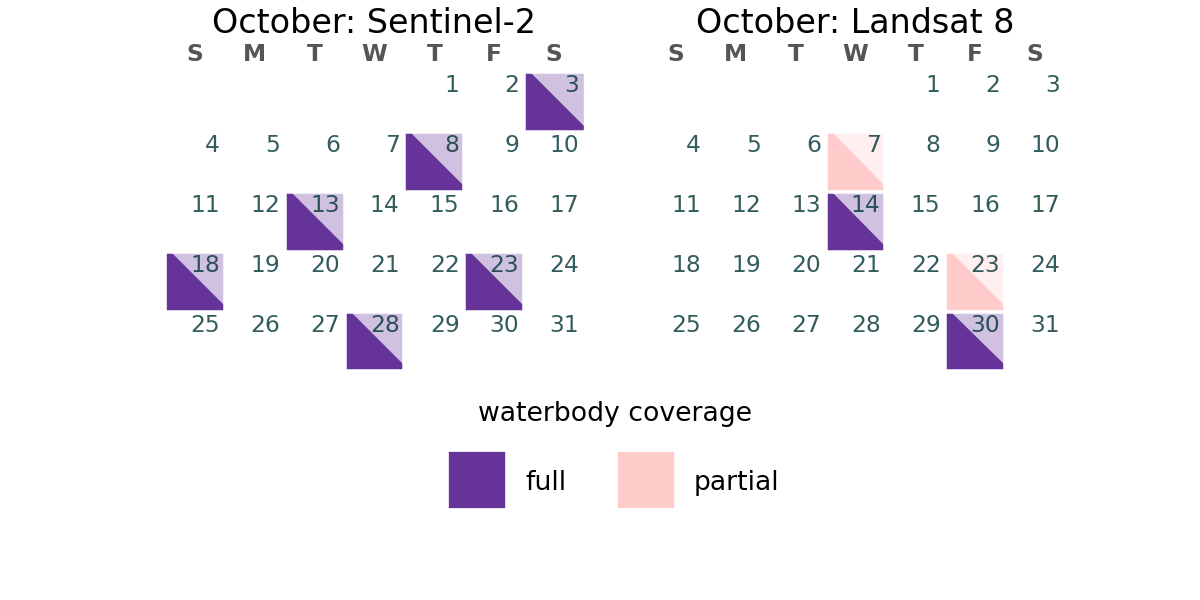 October: Sentinel-2
S M T W T F S
1 2 3
4 5 6 7 8 9 10
11 12 13 14 15 16 17
18 19 20 21 22 23 24
25 26 27 28 29 30 31
October: Landsat 8
S M T W T F S
1 2 3
4 5 6 7 8 9 10
11 12 13 14 15 16 17
18 19 20 21 22 23 24
25 26 27 28 29 30 31
waterbody coverage
full
partial